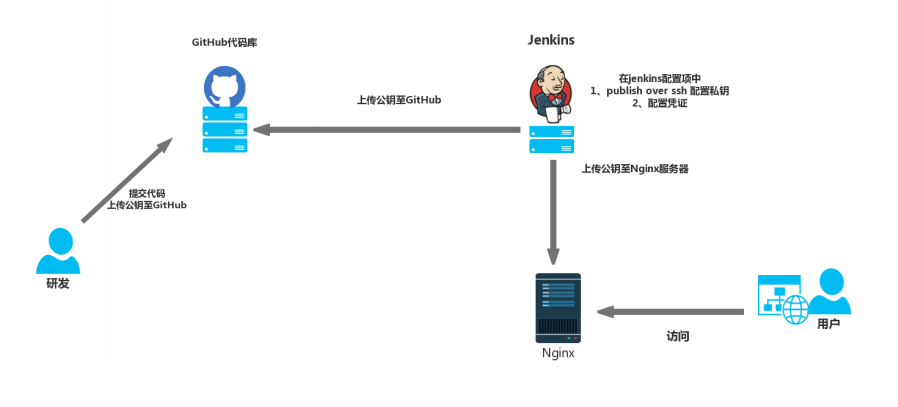 GitHub代码库
Jenkins
在jenkins配置项中
1、publish over ssh 配置私钥
2、配置凭证
上传公钥至GitHub
上传公钥至Nginx服务器
提交代码
上传公钥至GitHub
研发
Nginx
访问
用户